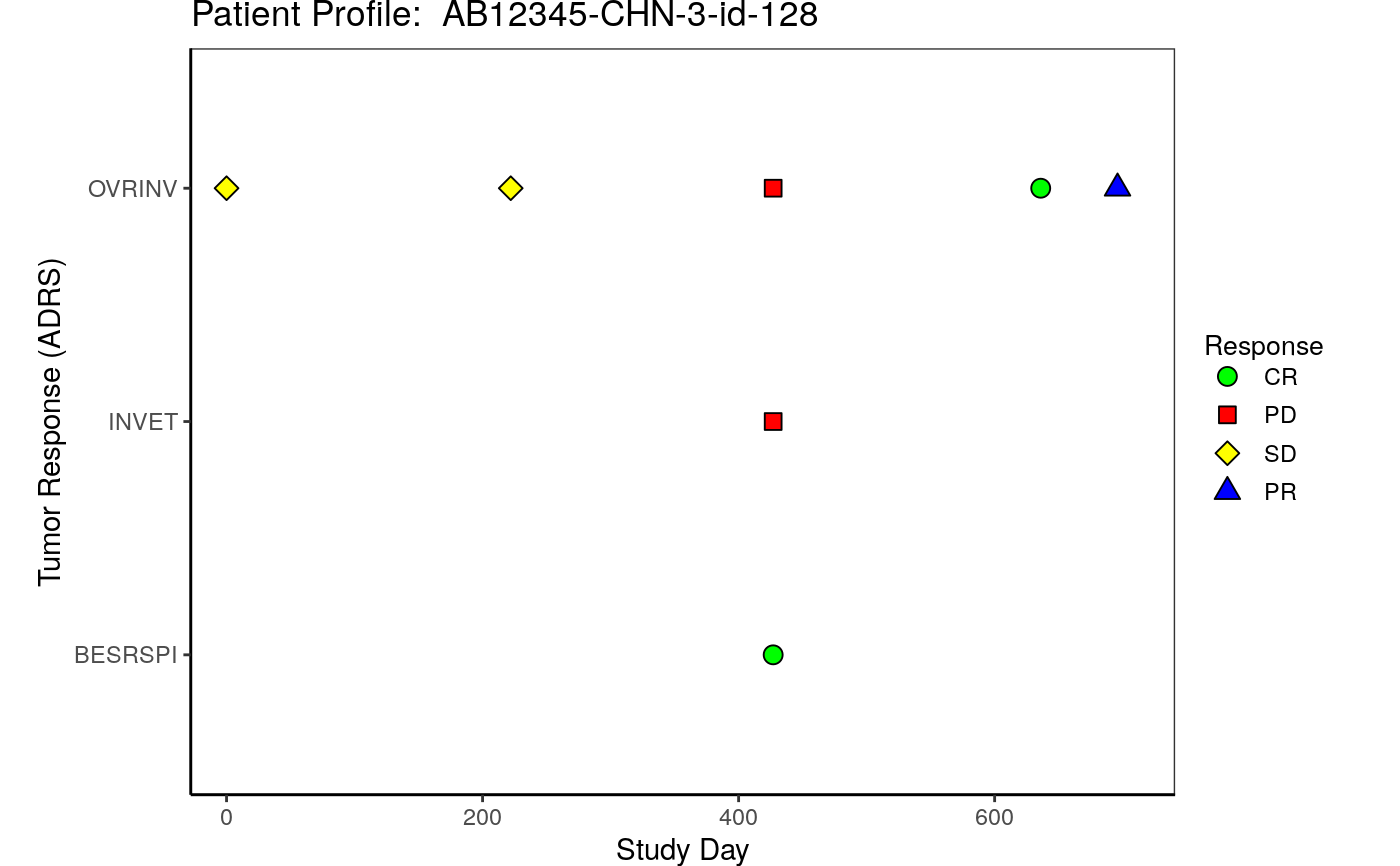 Patient Profile:  AB12345-CHN-3-id-128
OVRINV
INVET
BESRSPI
Tumor Response (ADRS)
0
200
400
600
Study Day
Response
CR
PD
SD
PR